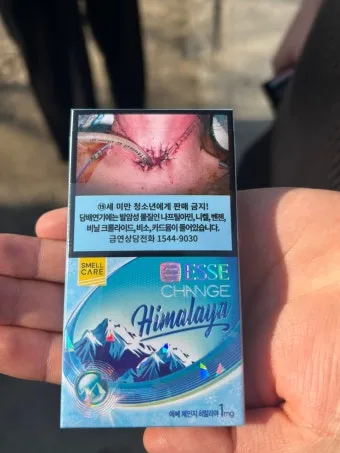 ⑲세 미만 청소년에게 판매 금지!
담배연기에는 발암성 물질인 나프틸아민, 니켈, 벤젠,
비닐 크롤라이드, 비소, 카드뮴이 들어있습니다.
금연상담전화 1544-9030
SMELL
CARE
ESSE
CHANGE
Himalaya
에쎄 체인지 히말라야 1mg